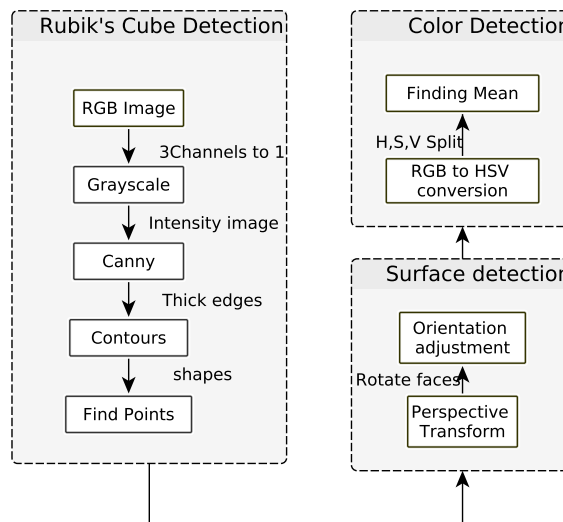 Rubik's Cube Detection
RGB Image
3Channels to 1
Grayscale
Intensity image
Canny
Thick edges
Contours
shapes
Find Points
Color Detection
Finding Mean
H,S,V Split
RGB to HSV
conversion
Surface detection
Orientation
adjustment
Rotate faces
Perspective
Transform